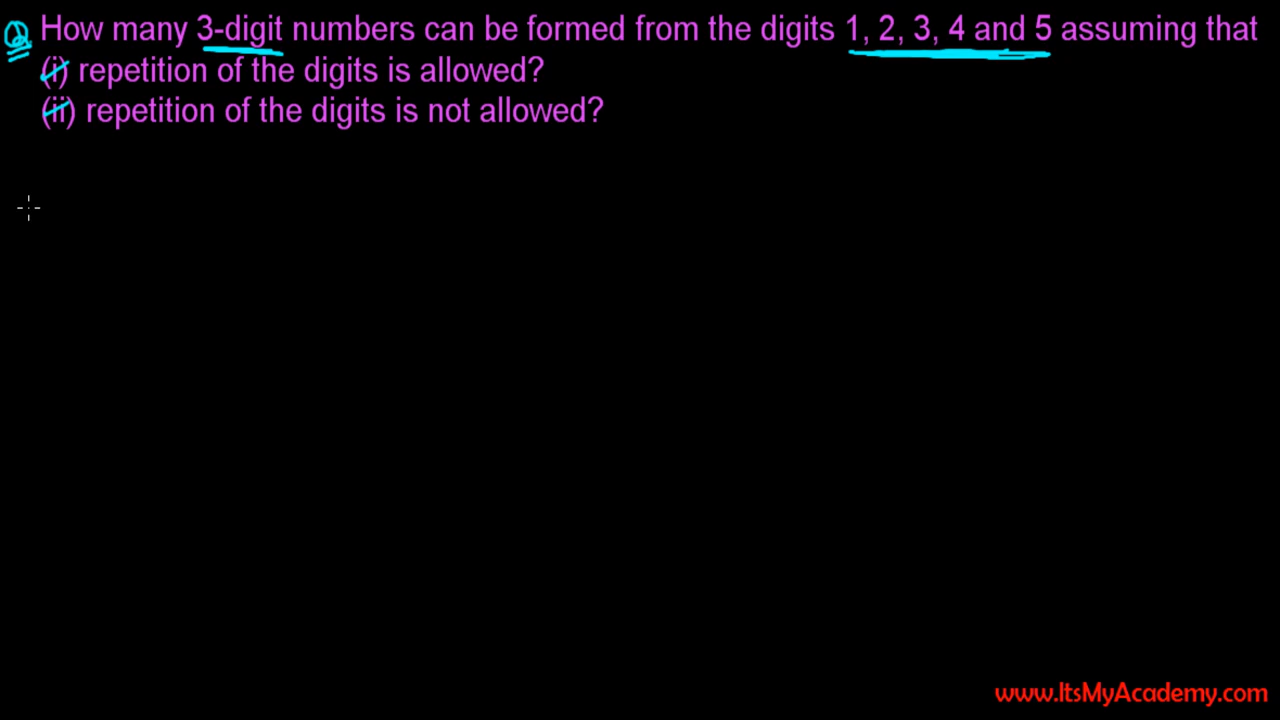 Q How many 3-digit numbers can be formed from the digits 1, 2, 3, 4 and 5 assuming that
(i) repetition of the digits is allowed?
(ii) repetition of the digits is not allowed?
www.ItsMyAcademy.com